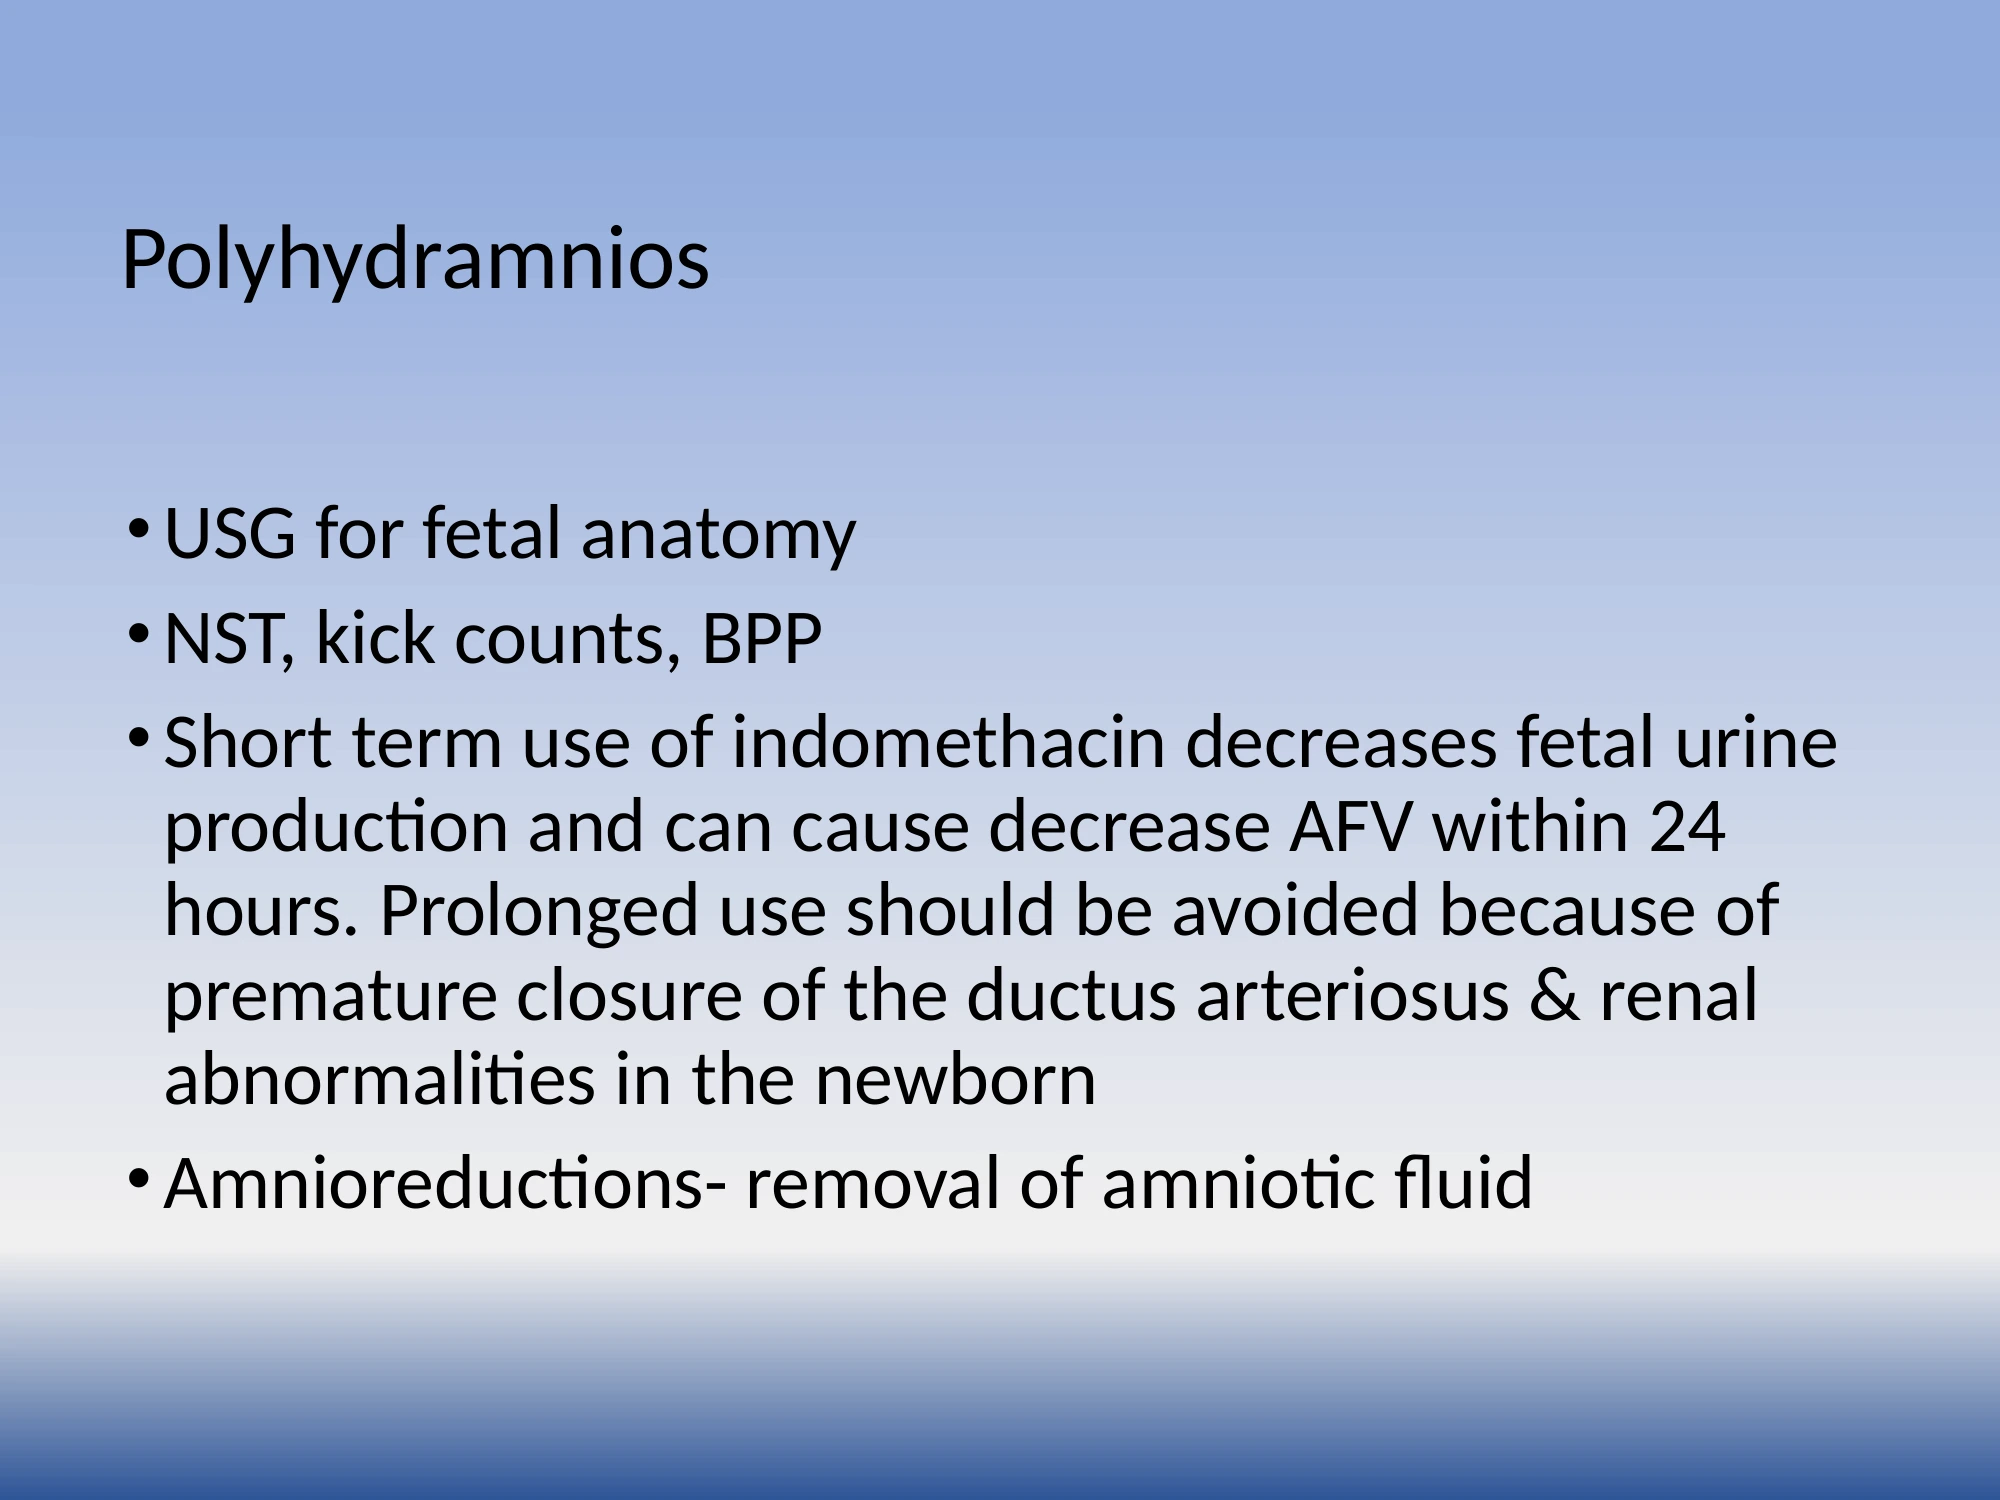 Polyhydramnios
• USG for fetal anatomy
• NST, kick counts, BPP
• Short term use of indomethacin decreases fetal urine
production and can cause decrease AFV within 24
hours. Prolonged use should be avoided because of
premature closure of the ductus arteriosus & renal
abnormalities in the newborn
• Amnioreductions- removal of amniotic fluid